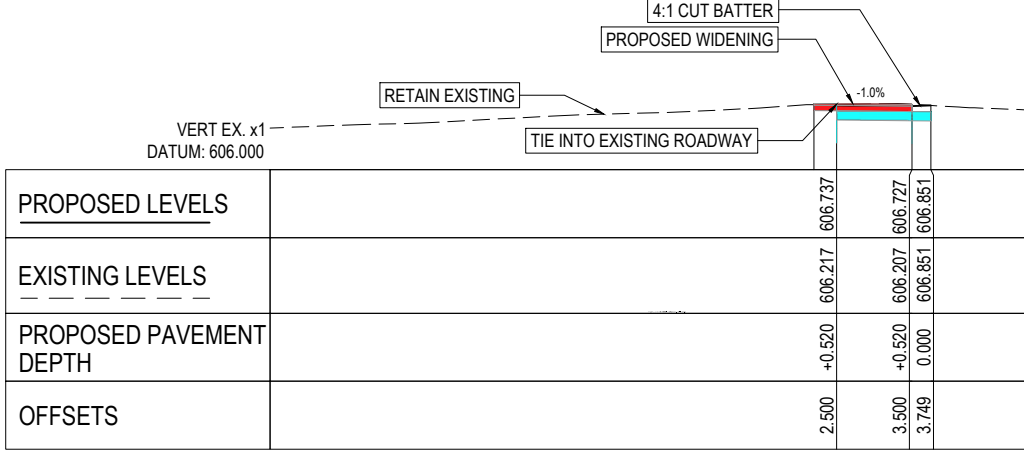 4:1 CUT BATTER
PROPOSED WIDENING
-1.0%
RETAIN EXISTING
VERT EX. x1
DATUM: 606.000
TIE INTO EXISTING ROADWAY
PROPOSED LEVELS 606.737 606.727 606.851
EXISTING LEVELS 606.217 606.207 606.851
PROPOSED PAVEMENT
DEPTH +0.520 +0.520 0.000
OFFSETS 2.500 3.500 3.749